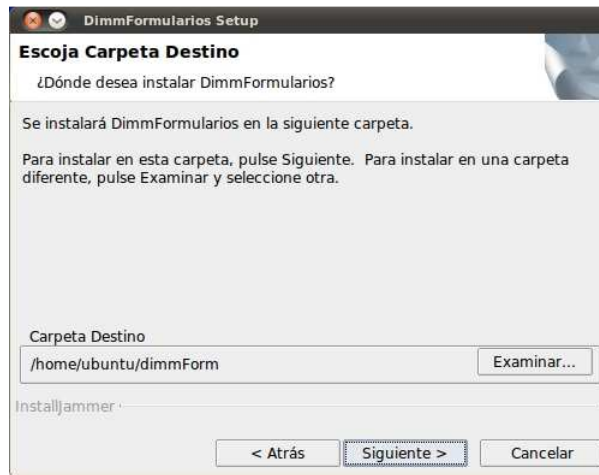 DimmFormularios Setup
Escoja Carpeta Destino
¿Dónde desea instalar DimmFormularios?
Se instalará DimmFormularios en la siguiente carpeta.
Para instalar en esta carpeta, pulse Siguiente. Para instalar en una carpeta
diferente, pulse Examinar y seleccione otra.
Carpeta Destino
/home/ubuntu/dimmForm
Examinar...
InstallJammer
< Atrás
Siguiente >
Cancelar